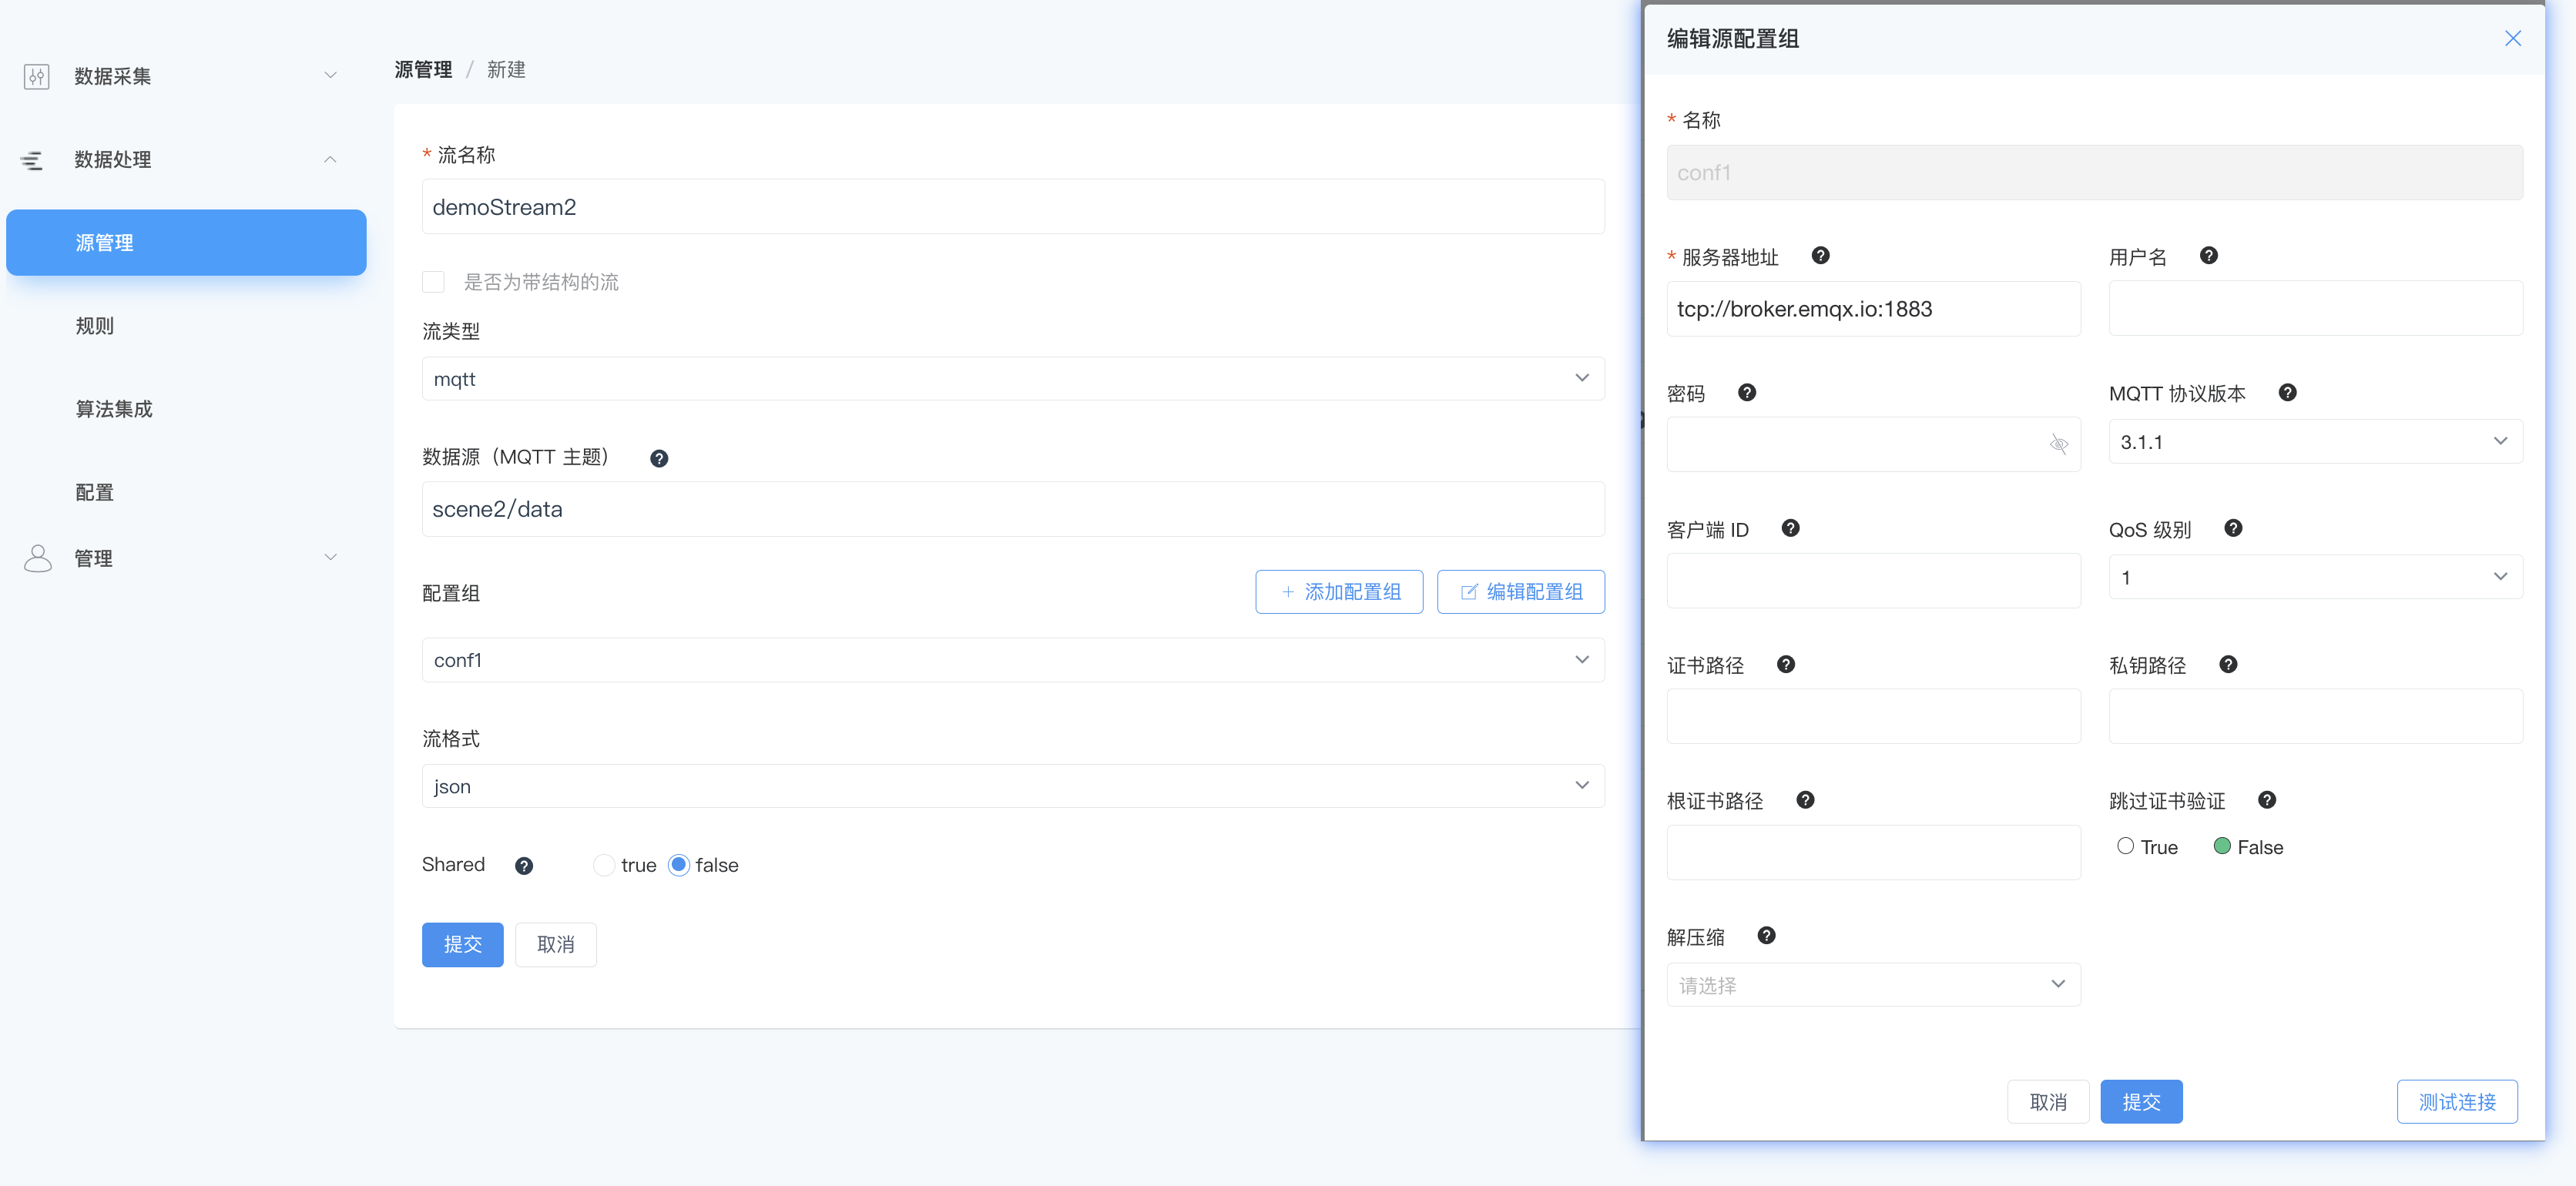 数据采集
数据处理
源管理
规则
算法集成
配置
管理
源管理 / 新建
* 流名称
demoStream2
是否为带结构的流
流类型
mqtt
数据源（MQTT 主题） ?
scene2/data
配置组
+ 添加配置组
编辑配置组
conf1
流格式
json
Shared ? true false
提交 取消
编辑源配置组
* 名称
conf1
* 服务器地址 ?
tcp://broker.emqx.io:1883
用户名 ?
密码 ?
MQTT 协议版本 ?
3.1.1
客户端 ID ?
QoS 级别 ?
1
证书路径 ?
私钥路径 ?
根证书路径 ?
跳过证书验证 ?
True False
解压缩 ?
请选择
取消 提交 测试连接